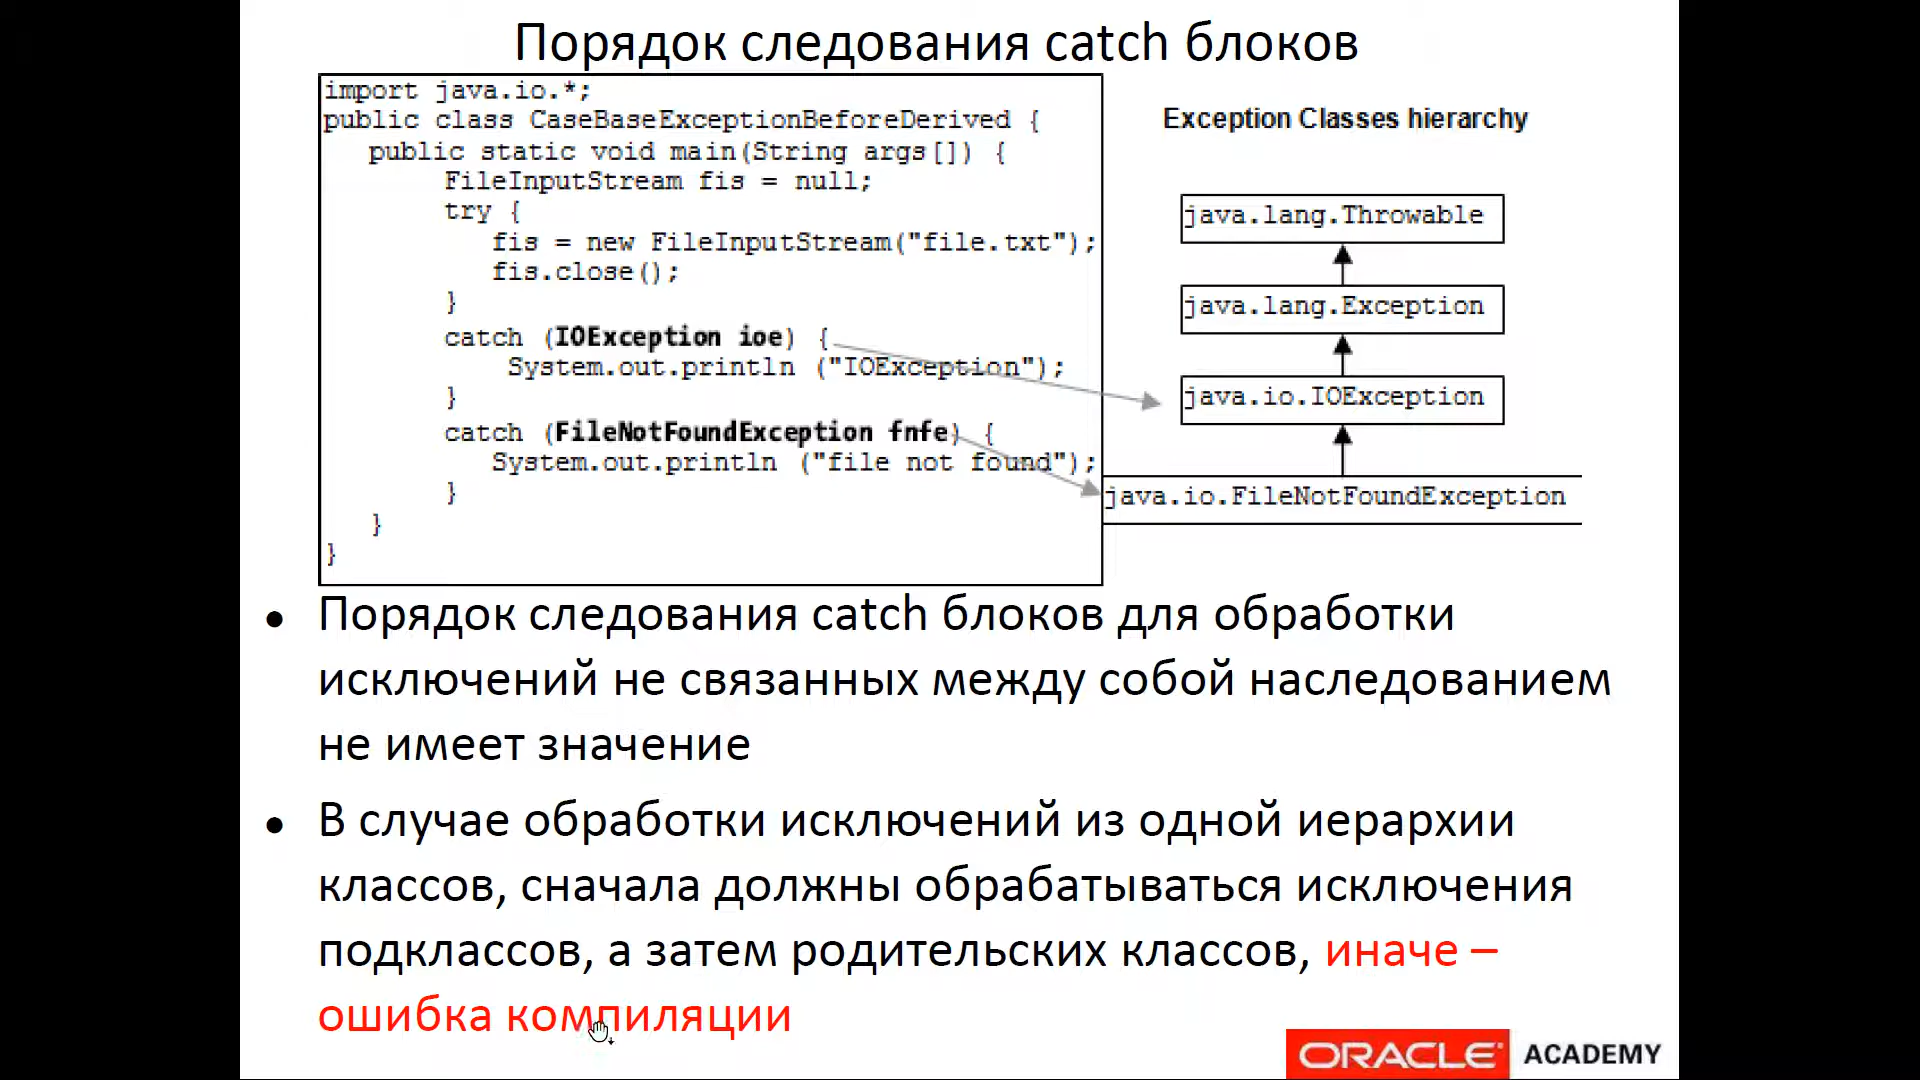 Порядок следования catch блоков
import java.io.*;
public class CaseBaseExceptionBeforeDerived {
public static void main(String args[]) {
FileInputStream fis = null;
try {
fis = new FileInputStream("file.txt");
fis.close();
}
catch (IOException ioe) {
System.out.println ("IOException");
}
catch (FileNotFoundException fnfe) {
System.out.println ("file not found");
}
}
}
Exception Classes hierarchy
java.lang.Throwable
java.lang.Exception
java.io.IOException
java.io.FileNotFoundException
• Порядок следования catch блоков для обработки
исключений не связанных между собой наследованием
не имеет значение
• В случае обработки исключений из одной иерархии
классов, сначала должны обрабатываться исключения
подклассов, а затем родительских классов, иначе –
ошибка компиляции
ORACLE ACADEMY